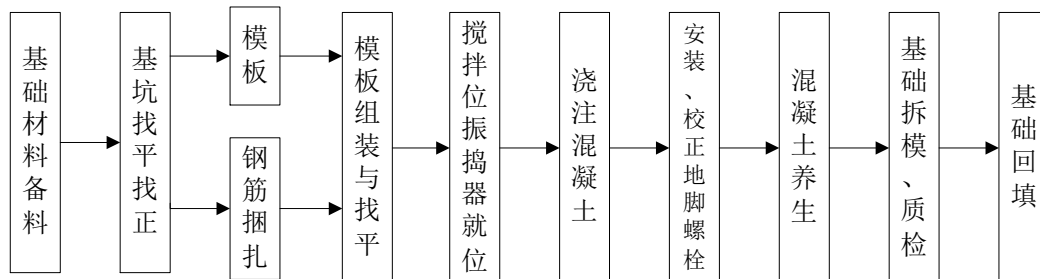 基础材料备料
基坑找平找正
模板
钢筋捆扎
模板组装与找平
搅拌位振捣器就位
浇注混凝土
安装、校正地脚螺栓
混凝土养生
基础拆模、质检
基础回填